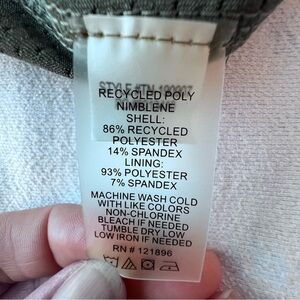 RECYCLED POLY
NIMBLENE
SHELL:
86% RECYCLED
POLYESTER
14% SPANDEX
LINING:
93% POLYESTER
7% SPANDEX
MACHINE WASH COLD
WITH LIKE COLORS
NON-CHLORINE
BLEACH IF NEEDED
TUMBLE DRY LOW
LOW IRON IF NEEDED
RN # 121896